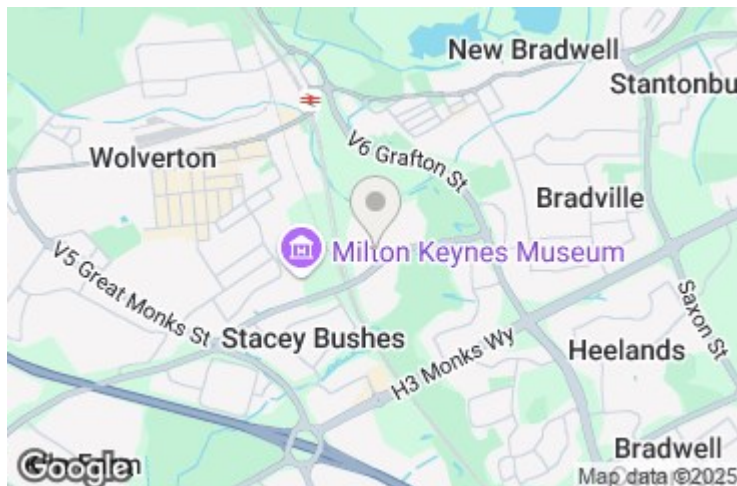 New Bradwell
Stantonbu
Wolverton
V6 Grafton St
Bradville
Milton Keynes Museum
V5 Great Monks St
Stacey Bushes
H3 Monks Wy
Saxon St
Heelands
Bradwell
Google
Map data ©2025